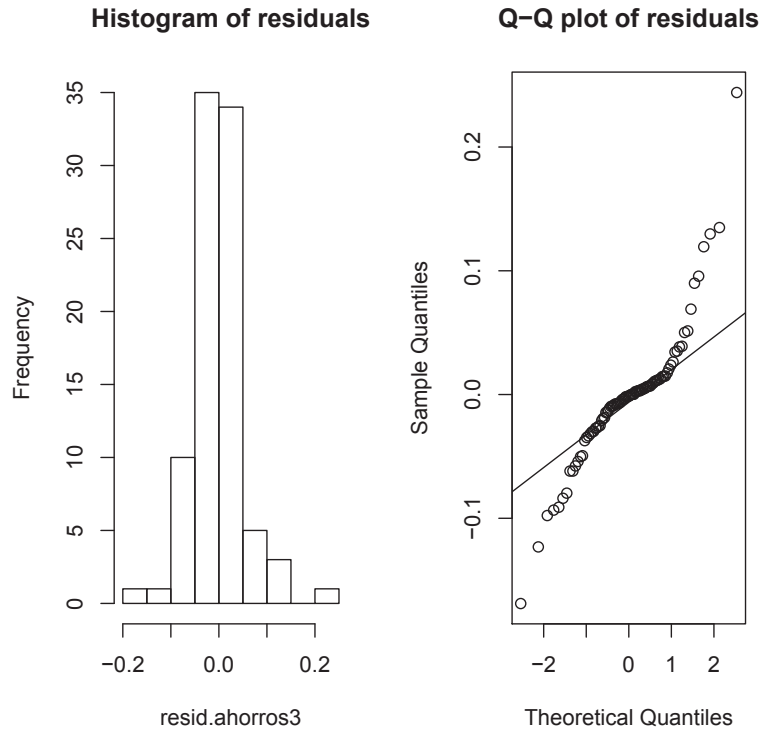 Histogram of residuals
Frequency
0 5 10 15 20 25 30 35
−0.2 0.0 0.2
resid.ahorros3
Q−Q plot of residuals
Sample Quantiles
−0.1 0.0 0.1 0.2
−2 0 1 2
Theoretical Quantiles